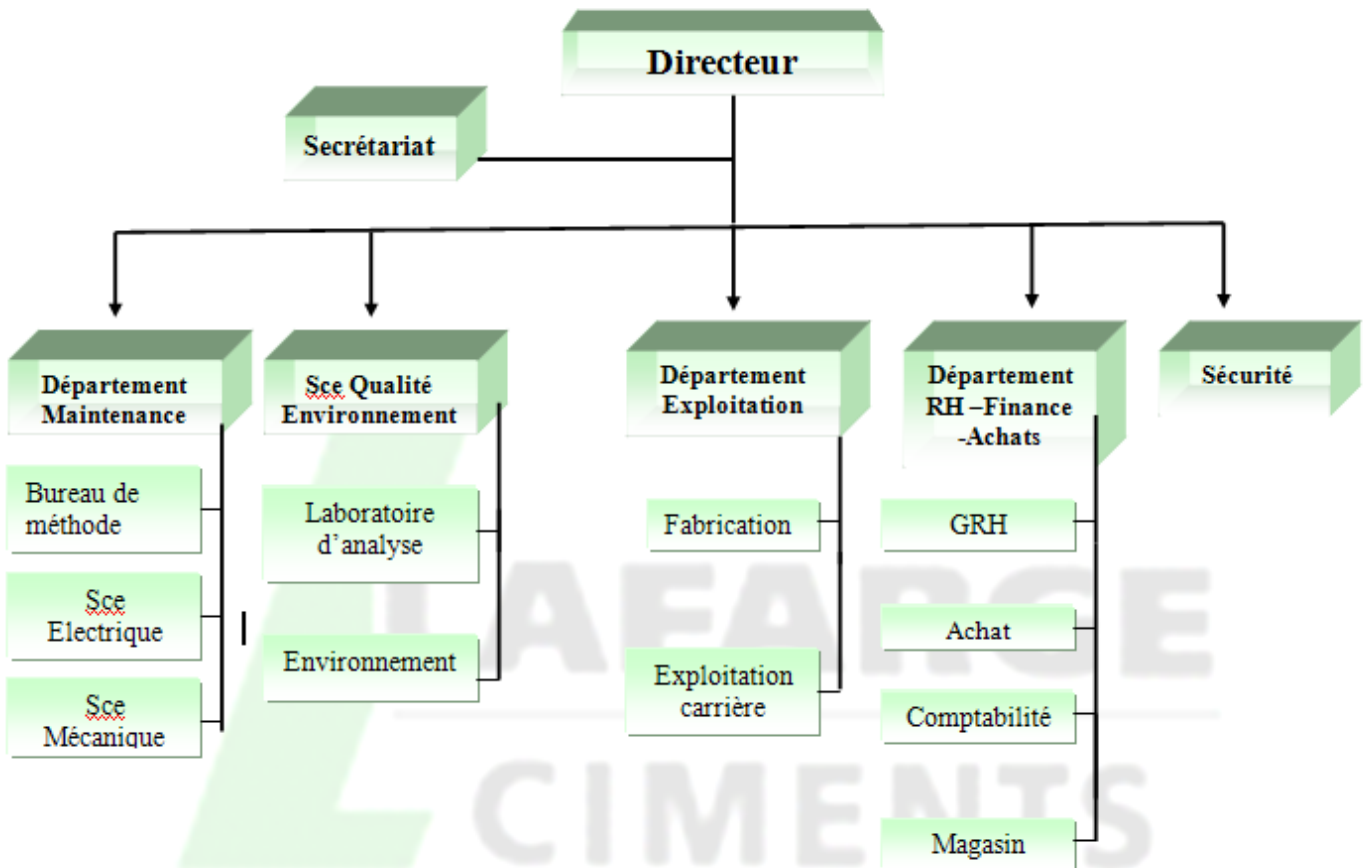 Directeur
Secrétariat
Département
Maintenance
Bureau de
méthode
Sce
Electrique
Sce
Mécanique
Sce Qualité
Environnement
Laboratoire
d’analyse
Environnement
Département
Exploitation
Fabrication
Exploitation
carrière
Département
RH –Finance
-Achats
GRH
Achat
Comptabilité
Magasin
Sécurité
LAFARGE
CIMENTS